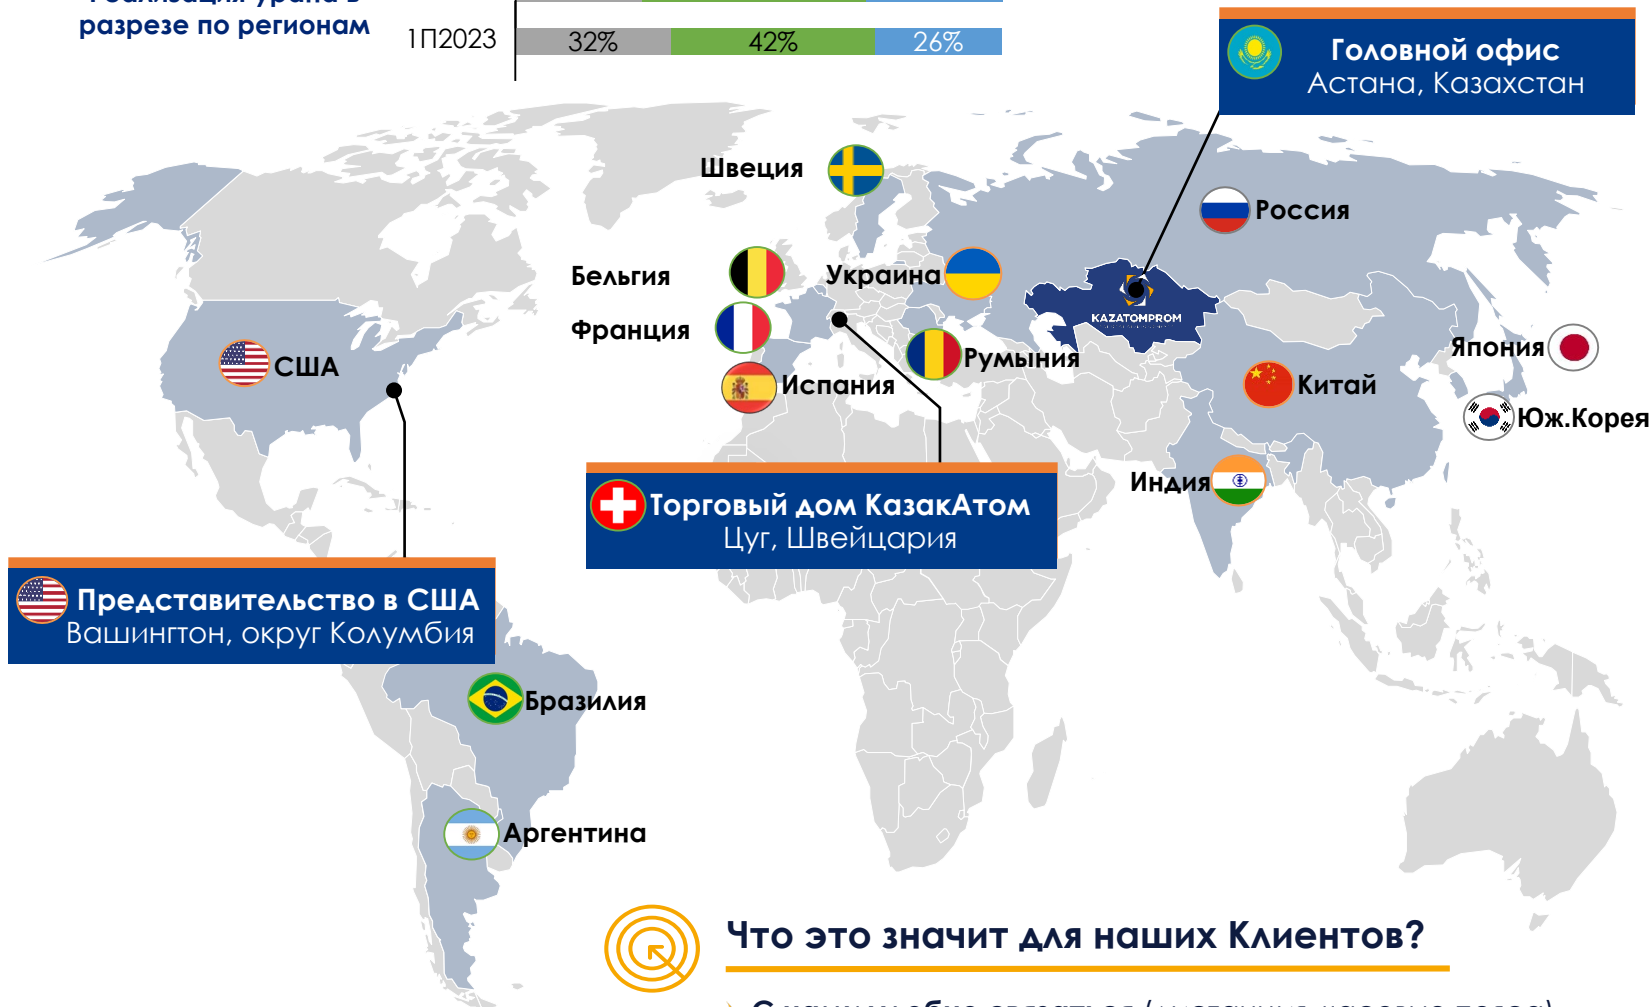 Реализация урана в
разрезе по регионам
1П2023
32%
42%
26%
Головной офис
Астана, Казахстан
Швеция
Россия
Бельгия
Украина
KAZATOMPROM
Франция
США
Румыния
Япония
Испания
Китай
Юж.Корея
Индия
Торговый дом КазакАтом
Цуг, Швейцария
Представительство в США
Вашингтон, округ Колумбия
Бразилия
Аргентина
Что это значит для наших Клиентов?